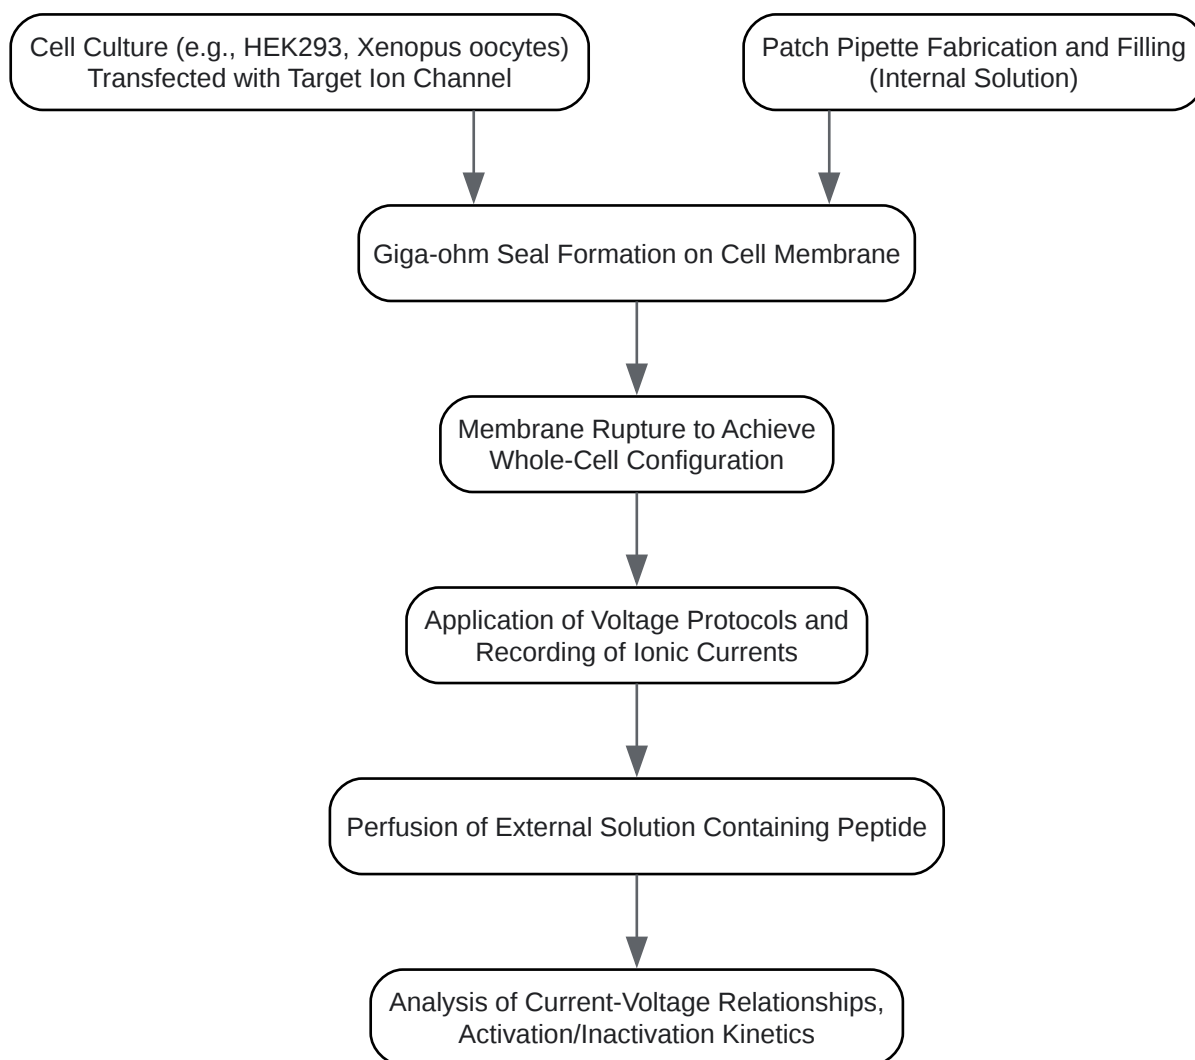 Cell Culture (e.g., HEK293, Xenopus oocytes)
Transfected with Target Ion Channel
Patch Pipette Fabrication and Filling
(Internal Solution)
Giga-ohm Seal Formation on Cell Membrane
Membrane Rupture to Achieve
Whole-Cell Configuration
Application of Voltage Protocols and
Recording of Ionic Currents
Perfusion of External Solution Containing Peptide
Analysis of Current-Voltage Relationships,
Activation/Inactivation Kinetics